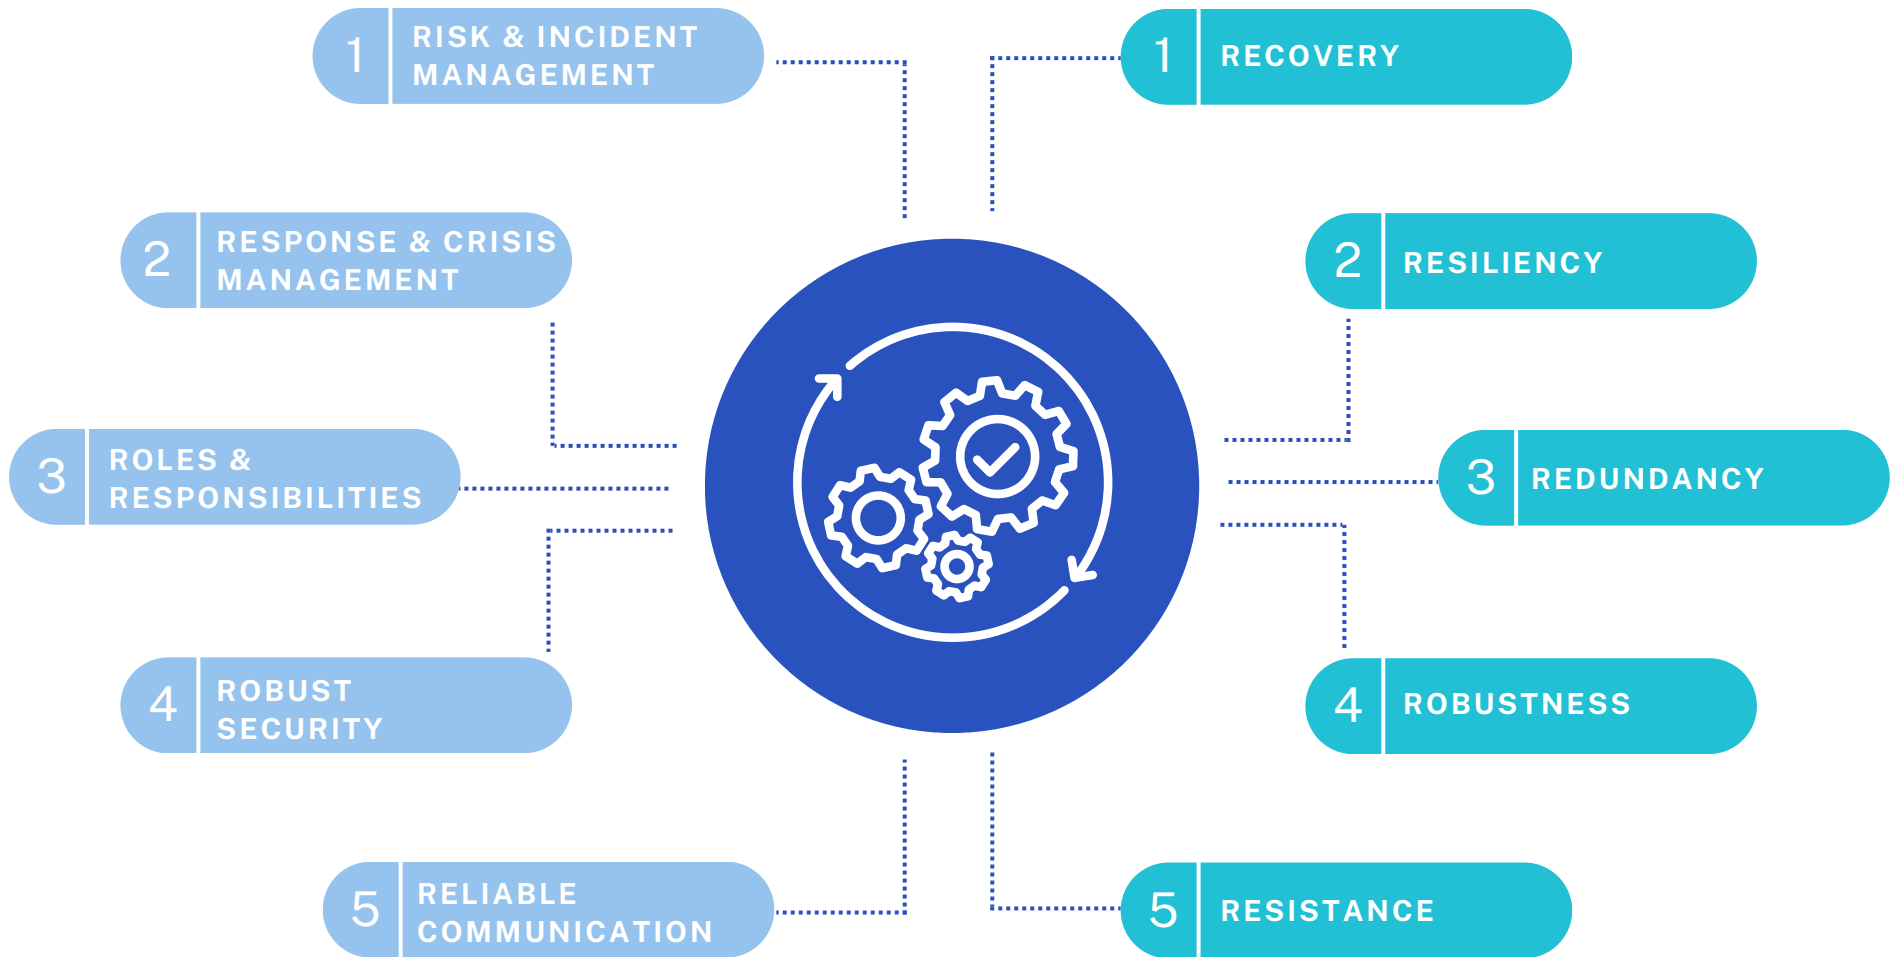 1
RISK & INCIDENT
MANAGEMENT
2
RESPONSE & CRISIS
MANAGEMENT
3
ROLES &
RESPONSIBILITIES
4
ROBUST
SECURITY
5
RELIABLE
COMMUNICATION
1
RECOVERY
2
RESILIENCY
3
REDUNDANCY
4
ROBUSTNESS
5
RESISTANCE